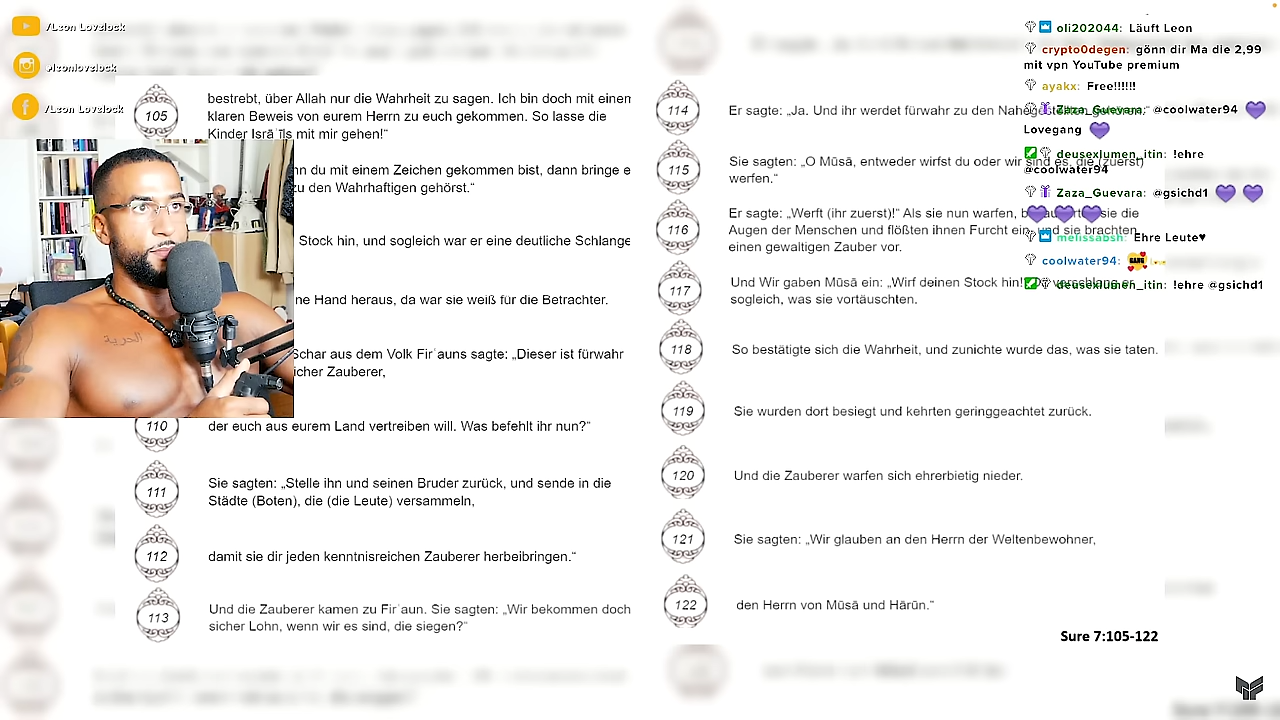 /Leon Lovelock
@leonlovelock
/Leon Lovelock
105
bestrebt, über Allah nur die Wahrheit zu sagen. Ich bin doch mit einem
klaren Beweis von eurem Herrn zu euch gekommen. So lasse die
Kinder Isrāʾīls mit mir gehen!“
du mit einem Zeichen gekommen bist, dann bringe e
zu den Wahrhaftigen gehörst.“
Stock hin, und sogleich war er eine deutliche Schlange
ne Hand heraus, da war sie weiß für die Betrachter.
Schar aus dem Volk Firʿauns sagte: „Dieser ist fürwahr
icher Zauberer,
110
der euch aus eurem Land vertreiben will. Was befehlt ihr nun?“
111
Sie sagten: „Stelle ihn und seinen Bruder zurück, und sende in die
Städte (Boten), die (die Leute) versammeln,
112
damit sie dir jeden kenntnisreichen Zauberer herbeibringen.“
113
Und die Zauberer kamen zu Firʿaun. Sie sagten: „Wir bekommen doch
sicher Lohn, wenn wir es sind, die siegen?“
الحرية
114
Er sagte: „Ja. Und ihr werdet fürwahr zu den
115
Sie sagten: „O Mūsā, entweder wirfst du oder wir sind es, die (zuerst)
werfen.“
116
Er sagte: „Werft (ihr zuerst)!“ Als sie nun warfen, sie die
Augen der Menschen und flößten ihnen Furcht ein, und sie brachten
einen gewaltigen Zauber vor.
117
Und Wir gaben Mūsā ein: „Wirf deinen Stock hin!“
sogleich, was sie vortäuschten.
118
So bestätigte sich die Wahrheit, und zunichte wurde das, was sie taten.
119
Sie wurden dort besiegt und kehrten geringgeachtet zurück.
120
Und die Zauberer warfen sich ehrerbietig nieder.
121
Sie sagten: „Wir glauben an den Herrn der Weltenbewohner,
122
den Herrn von Mūsā und Hārūn.“
Sure 7:105-122
oli202044: Läuft Leon
crypto0degen: gönn dir Ma die 2,99
mit vpn YouTube premium
ayakx: Free!!!!!!
Zaza_Guevara: @coolwater94
Lovegang
deusexlumen_itin: !ehre
@coolwater94
Zaza_Guevara: @gsichd1
melissabsh: Ehre Leute♥
coolwater94: GANG
deusexlumen_itin: !ehre @gsichd1